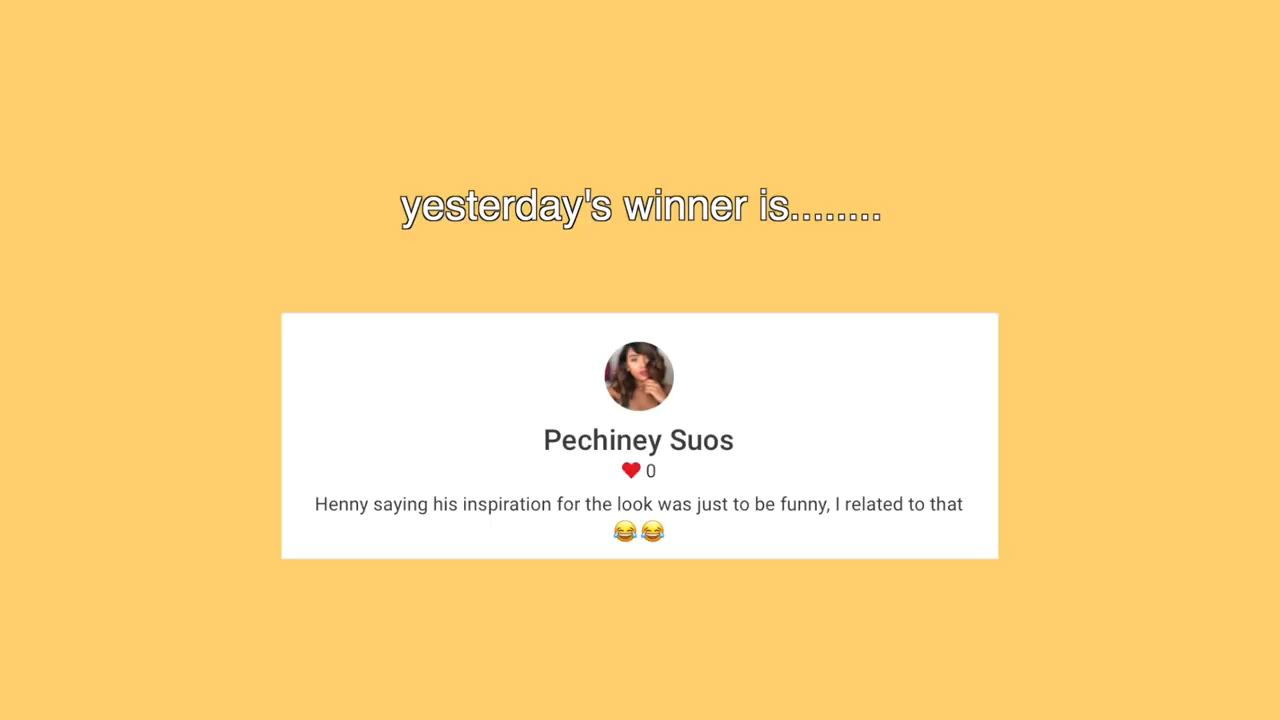 yesterday's winner is........
Pechiney Suos
❤ 0
Henny saying his inspiration for the look was just to be funny, I related to that
😂😂